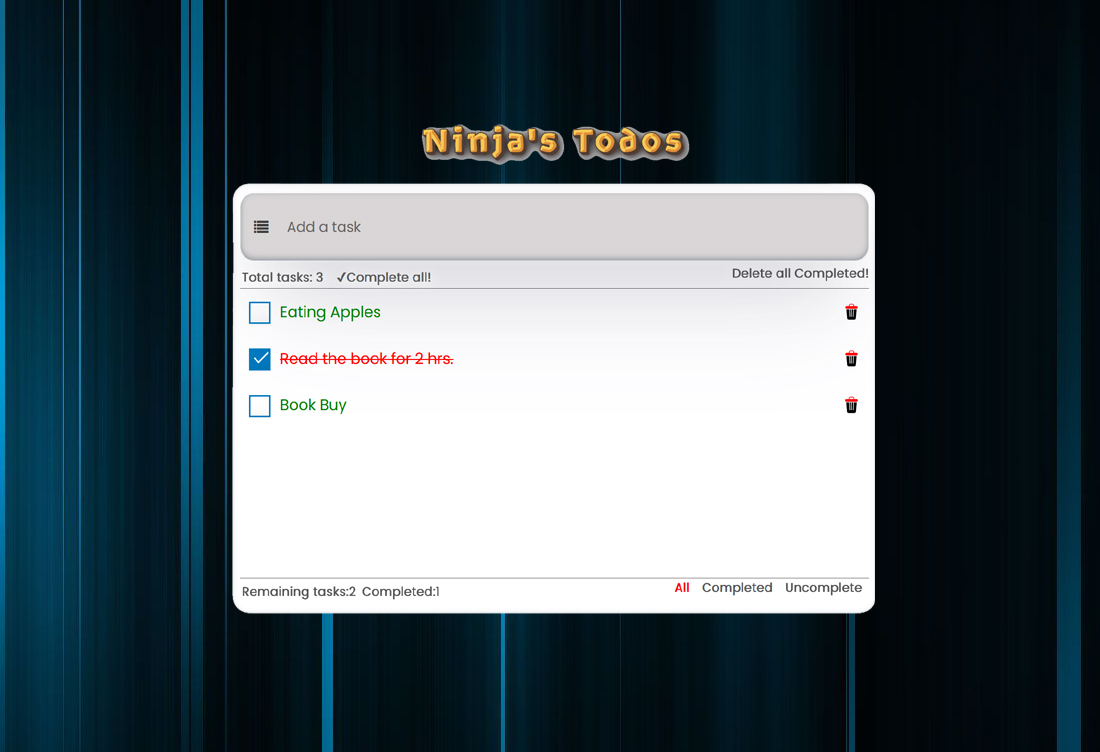 Ninja's Todos
Add a task
Total tasks: 3 ✓Complete all! Delete all Completed!
Eating Apples
Read the book for 2 hrs.
Book Buy
Remaining tasks:2 Completed:1 All Completed Uncomplete